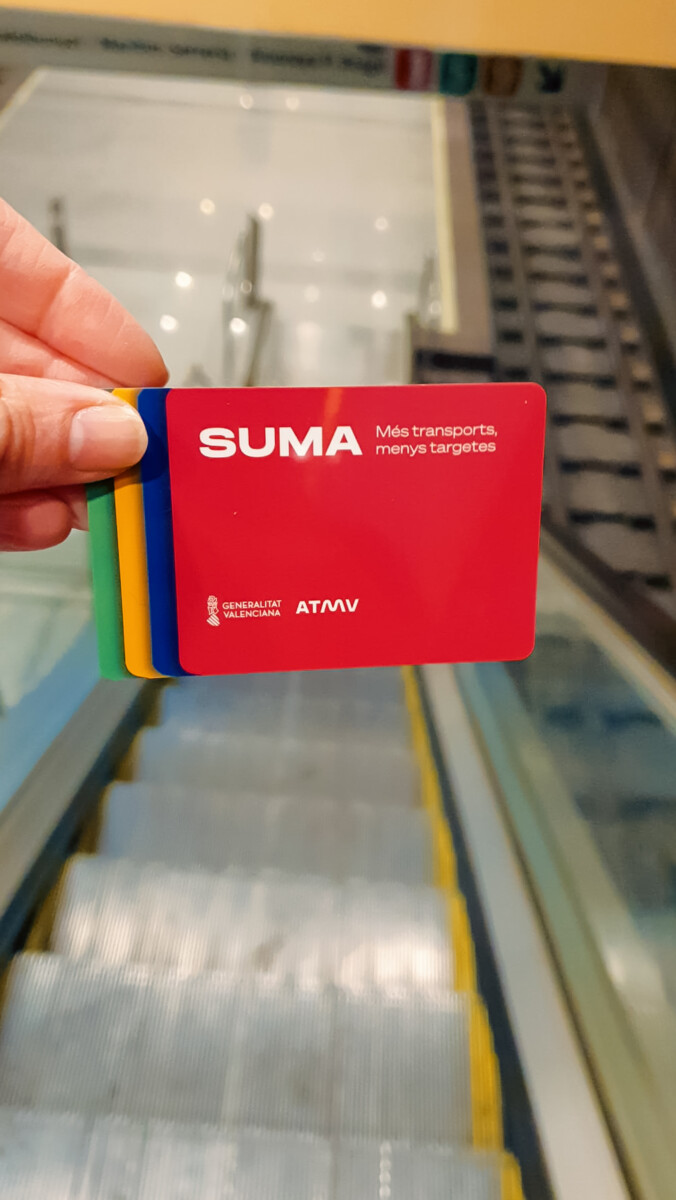 SUMA
Més transports,
menys targetes
GENERALITAT
VALENCIANA
ATMV